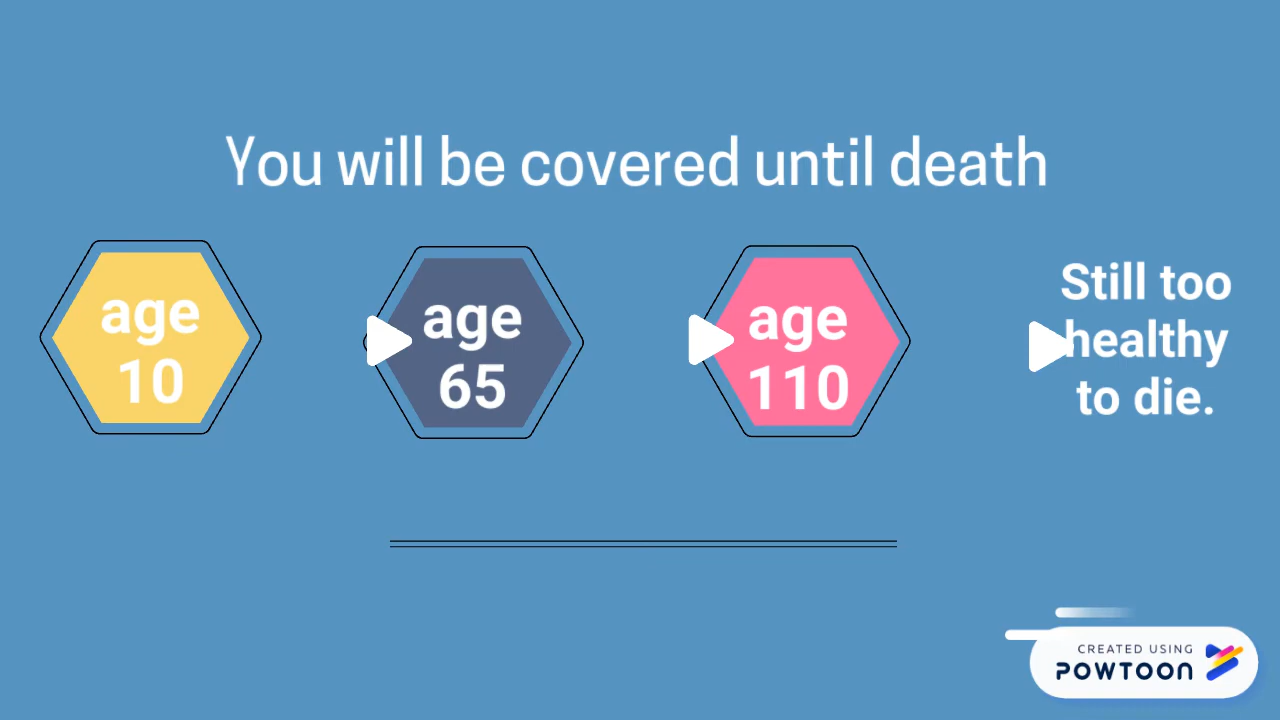 You will be covered until death
age
10
age
65
age
110
Still too
healthy
to die.
CREATED USING
POWTOON